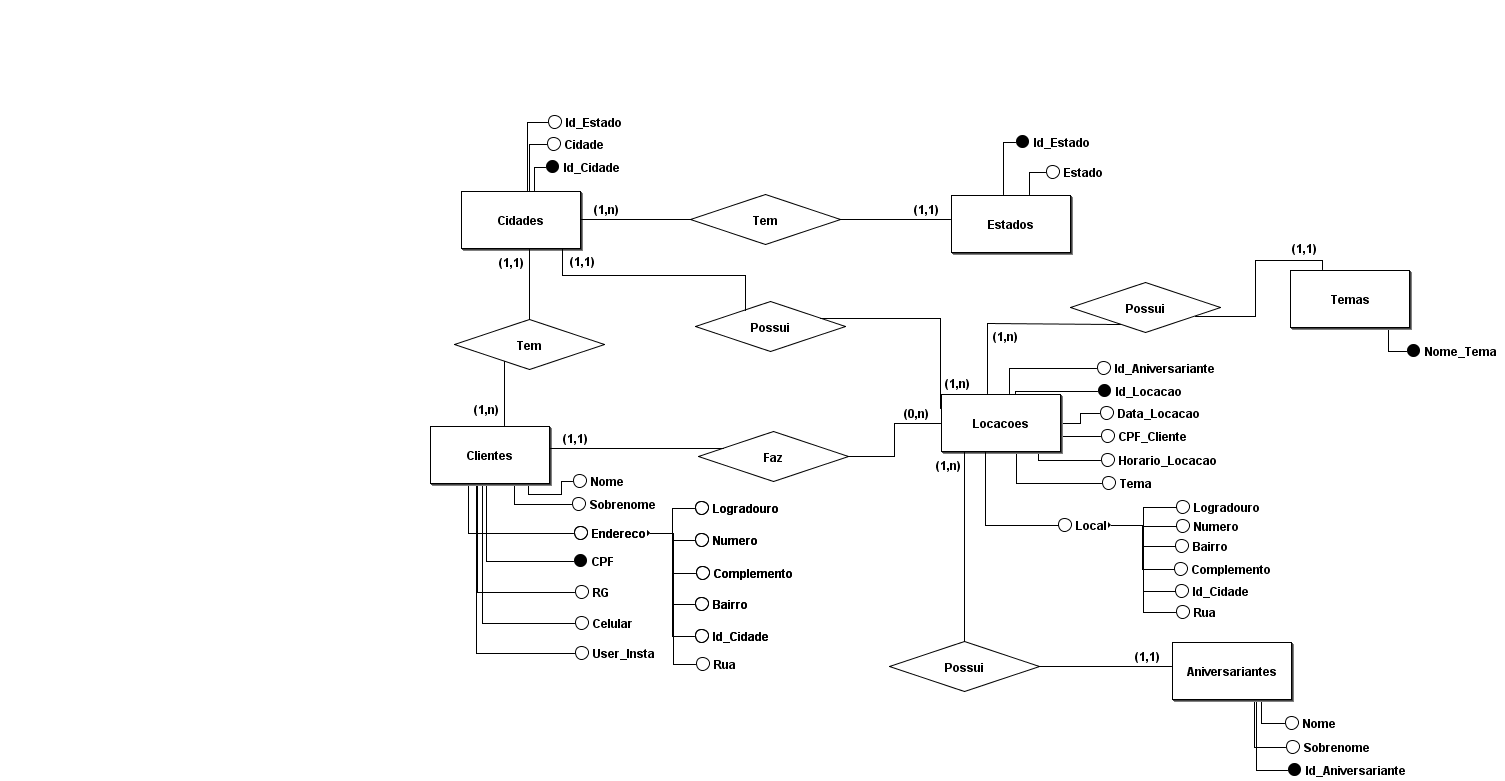 Id_Estado
Cidade
Id_Cidade
Id_Estado
Estado
Cidades
(1,n)
Tem
(1,1)
Estados
(1,1)
(1,1)
(1,1)
Temas
Possui
Possui
(1,n)
Nome_Tema
Tem
Id_Aniversariante
(1,n)
Id_Locacao
(1,n)
(0,n)
Data_Locacao
Locacoes
CPF_Cliente
(1,1)
Clientes
Faz
(1,n)
Horario_Locacao
Tema
Nome
Sobrenome
Endereco
CPF
RG
Celular
User_Insta
Logradouro
Numero
Complemento
Bairro
Id_Cidade
Rua
Local
Logradouro
Numero
Bairro
Complemento
Id_Cidade
Rua
Possui
(1,1)
Aniversariantes
Nome
Sobrenome
Id_Aniversariante